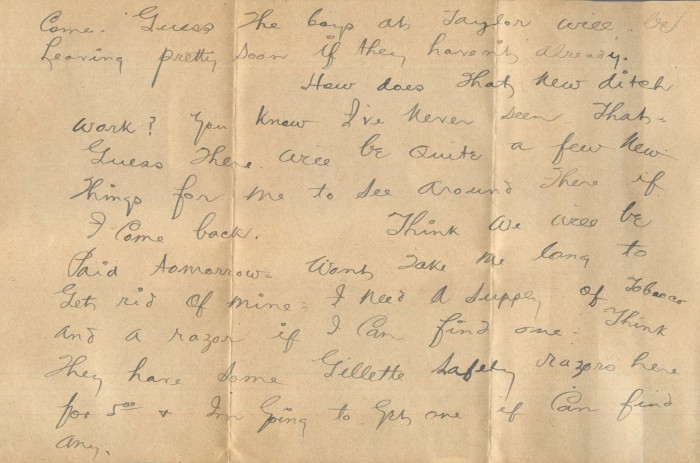 Come. Guess the boys at Taylor will be
Leaving pretty soon if they havent already.
How does that New ditch
work? You Know I've Never seen that=
Guess there will be quite a few New
things for me to see around there if
I Come back. Think we will be
Paid tomorrow= Wont take me long to
Get rid of mine= I need a supply of Tobacco
And a razor if I Can find one= Think
they have some Gillette Safety razors here
for 5.00 + Im Going to Get one if Can find
any.